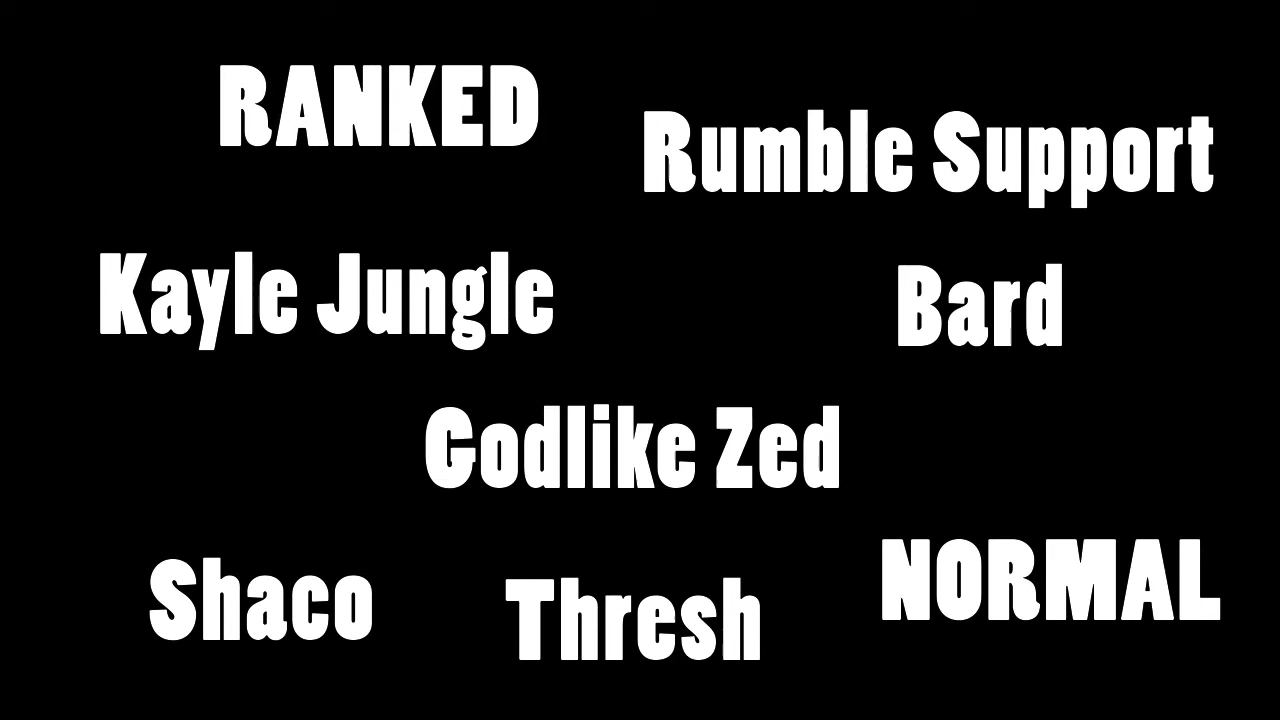 RANKED
Rumble Support
Kayle Jungle
Bard
Godlike Zed
Shaco
Thresh
NORMAL